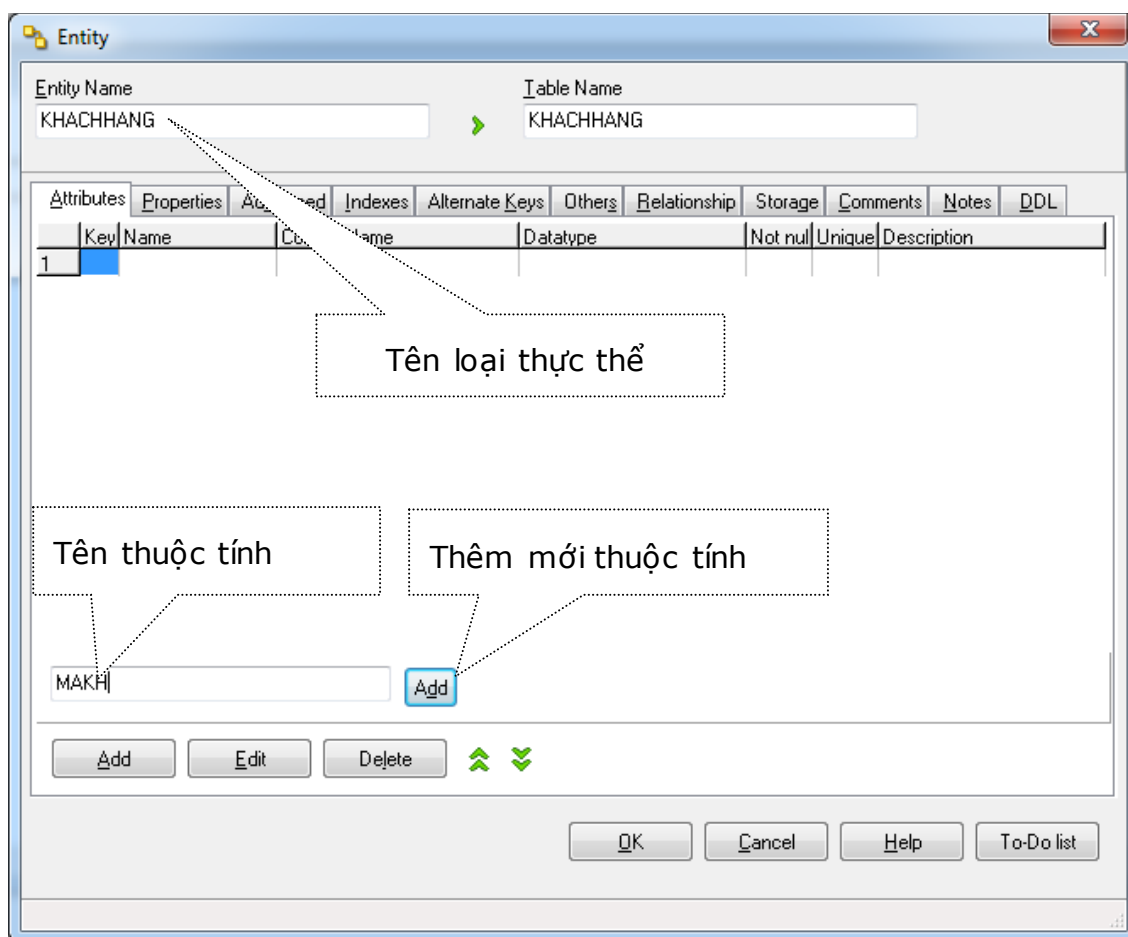 Entity
Entity Name
Table Name
KHACHHANG
KHACHHANG
Attributes Properties Indexes Alternate Keys Others Relationship Storage Comments Notes DDL
Key Name Datatype Not nul Unique Description
1
Tên loại thực thể
Tên thuộc tính
Thêm mới thuộc tính
MAKH
Add
Add Edit Delete
OK Cancel Help To-Do list